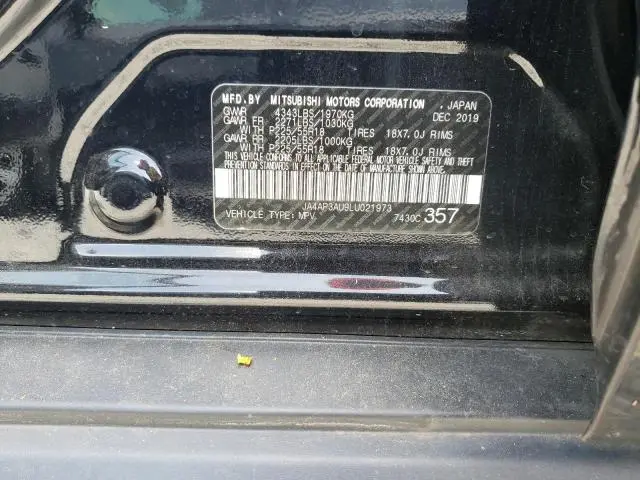 MFD.BY MITSUBISHI MOTORS CORPORATION , JAPAN
GVWR 4343LBS/1970KG DEC 2019
GAWR FR 2271LBS/1030KG
WITH P225/55R18 TIRES 18X7.0J RIMS
GAWR RR 2205LBS/1000KG
WITH P225/55R18 TIRES 18X7.0J RIMS
THIS VEHICLE CONFORMS TO ALL APPLICABLE FEDERAL MOTOR VEHICLE SAFETY, BUMPER AND THEFT
PREVENTION STANDARDS IN EFFECT ON THE DATE OF MANUFACTURE SHOWN ABOVE.
JA4AP3AU9LU021973
VEHICLE TYPE: MPV 7430C 357